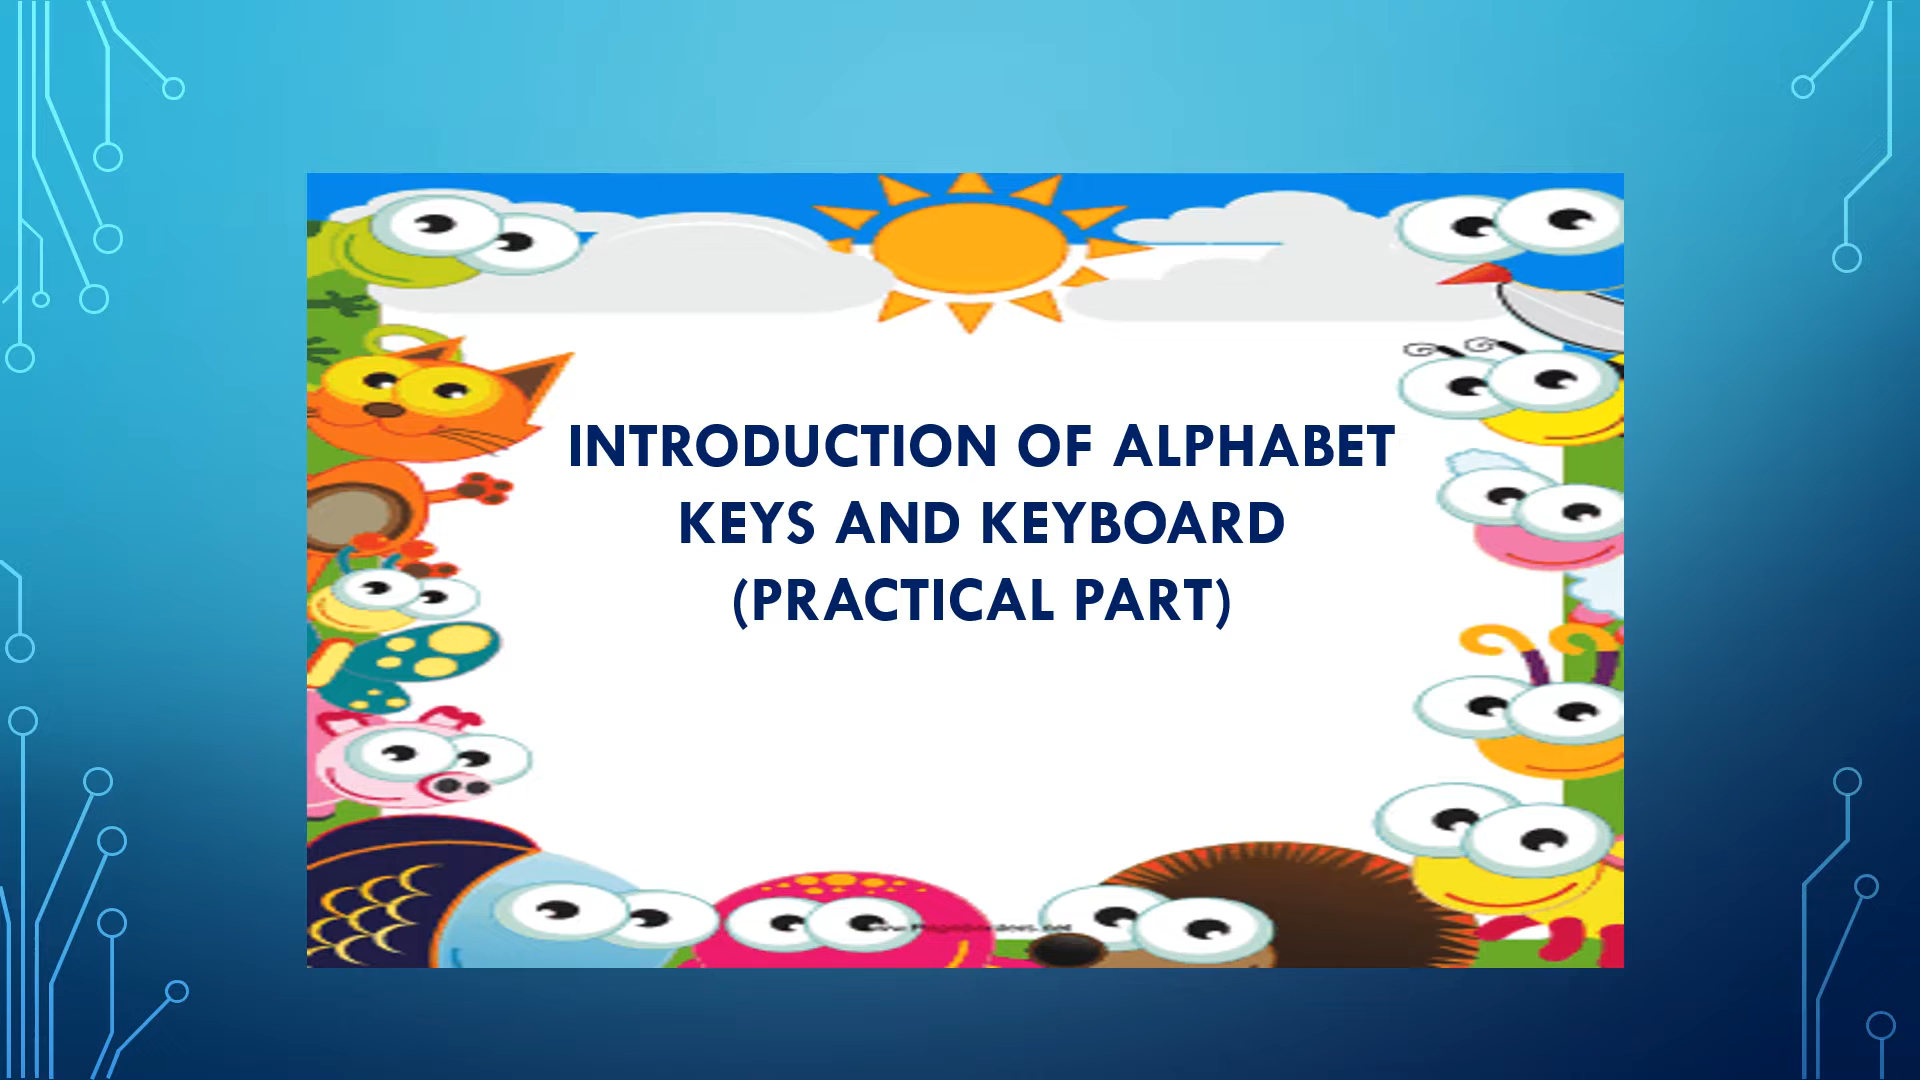 INTRODUCTION OF ALPHABET
KEYS AND KEYBOARD
(PRACTICAL PART)